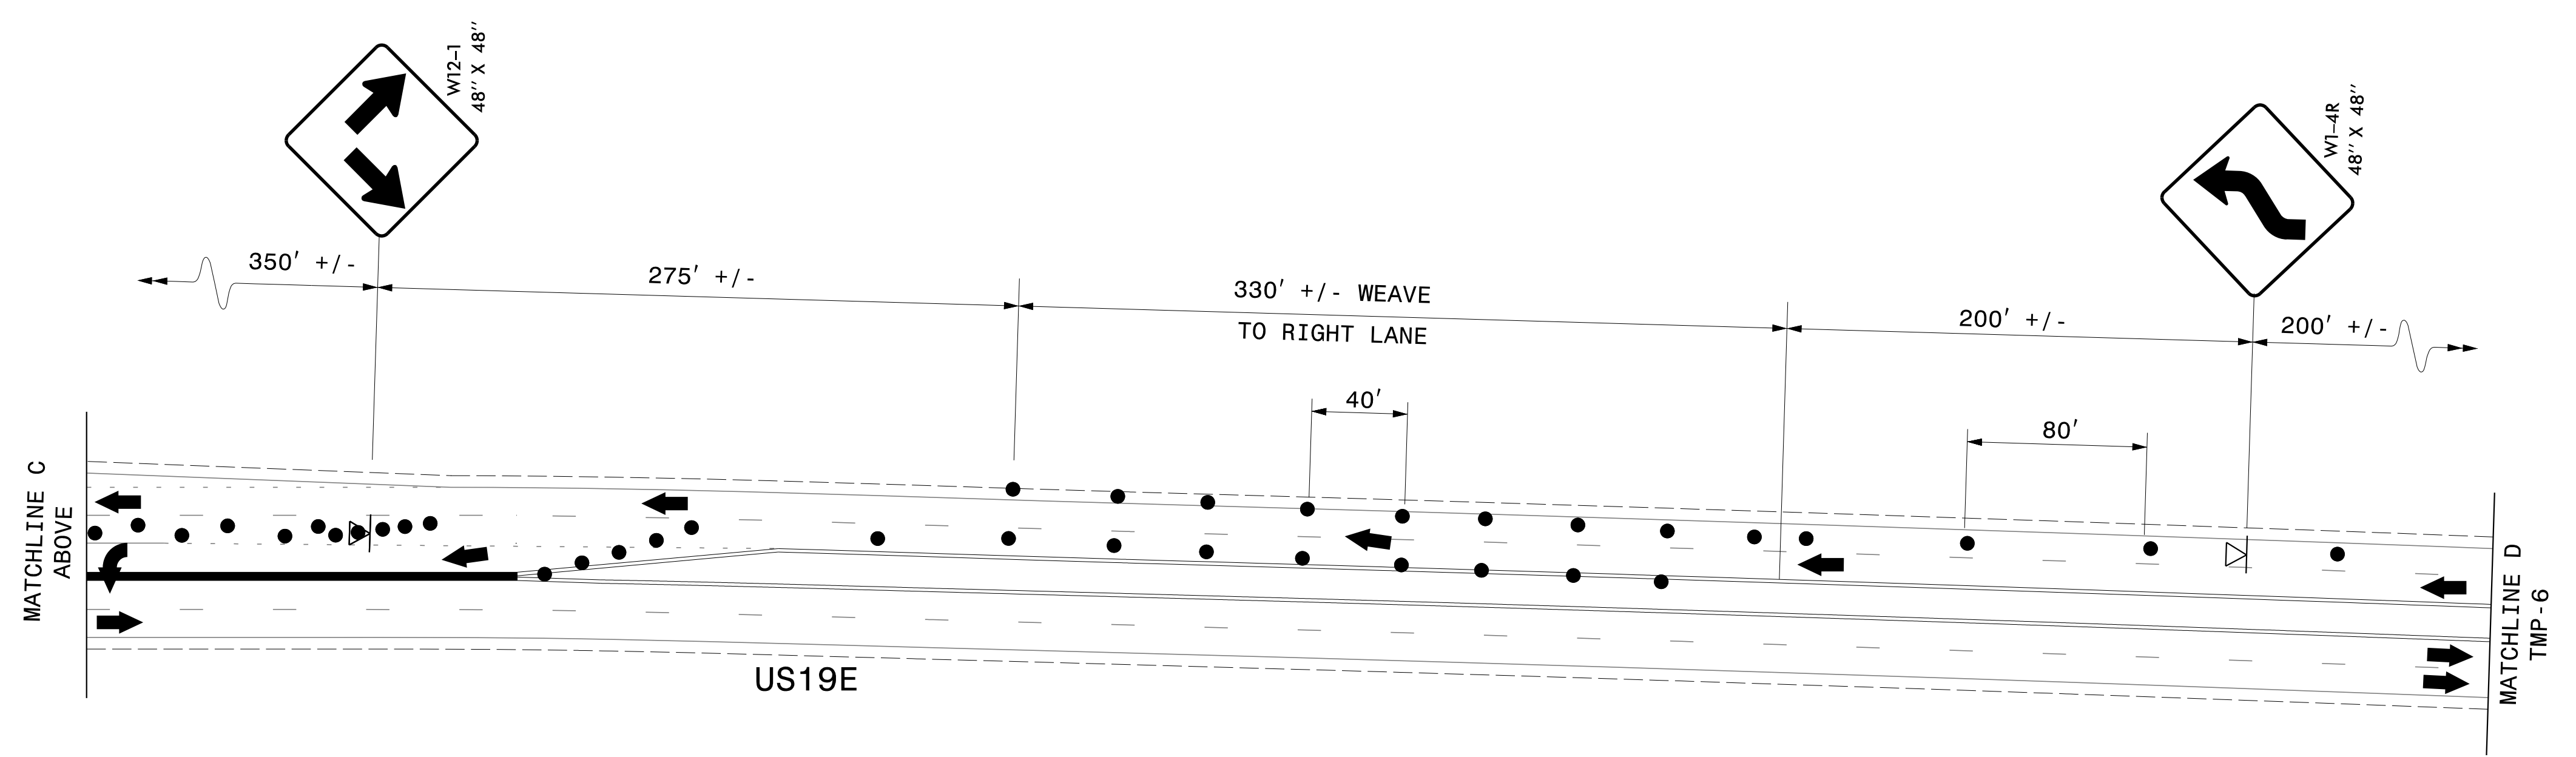 W12-1
48'' X 48''
W1-4R
48'' X 48''
350' +/-
275' +/-
330' +/- WEAVE
TO RIGHT LANE
200' +/-
200' +/-
40'
80'
MATCHLINE C
ABOVE
MATCHLINE D
TMP-6
US19E